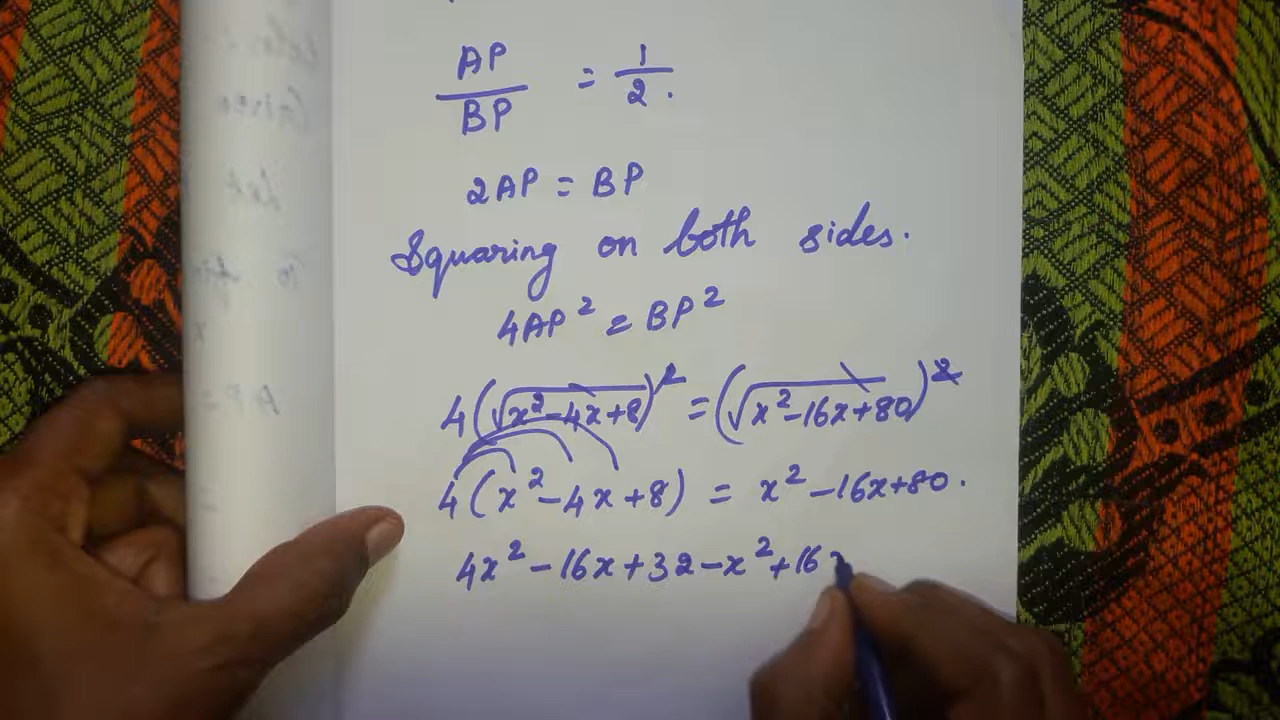 AP
BP = 1/2.
2AP = BP
Squaring on both sides.
4AP² = BP²
4(√x²-4x+8)² = (√x²-16x+80)²
4(x²-4x+8) = x²-16x+80.
4x²-16x+32-x²+16